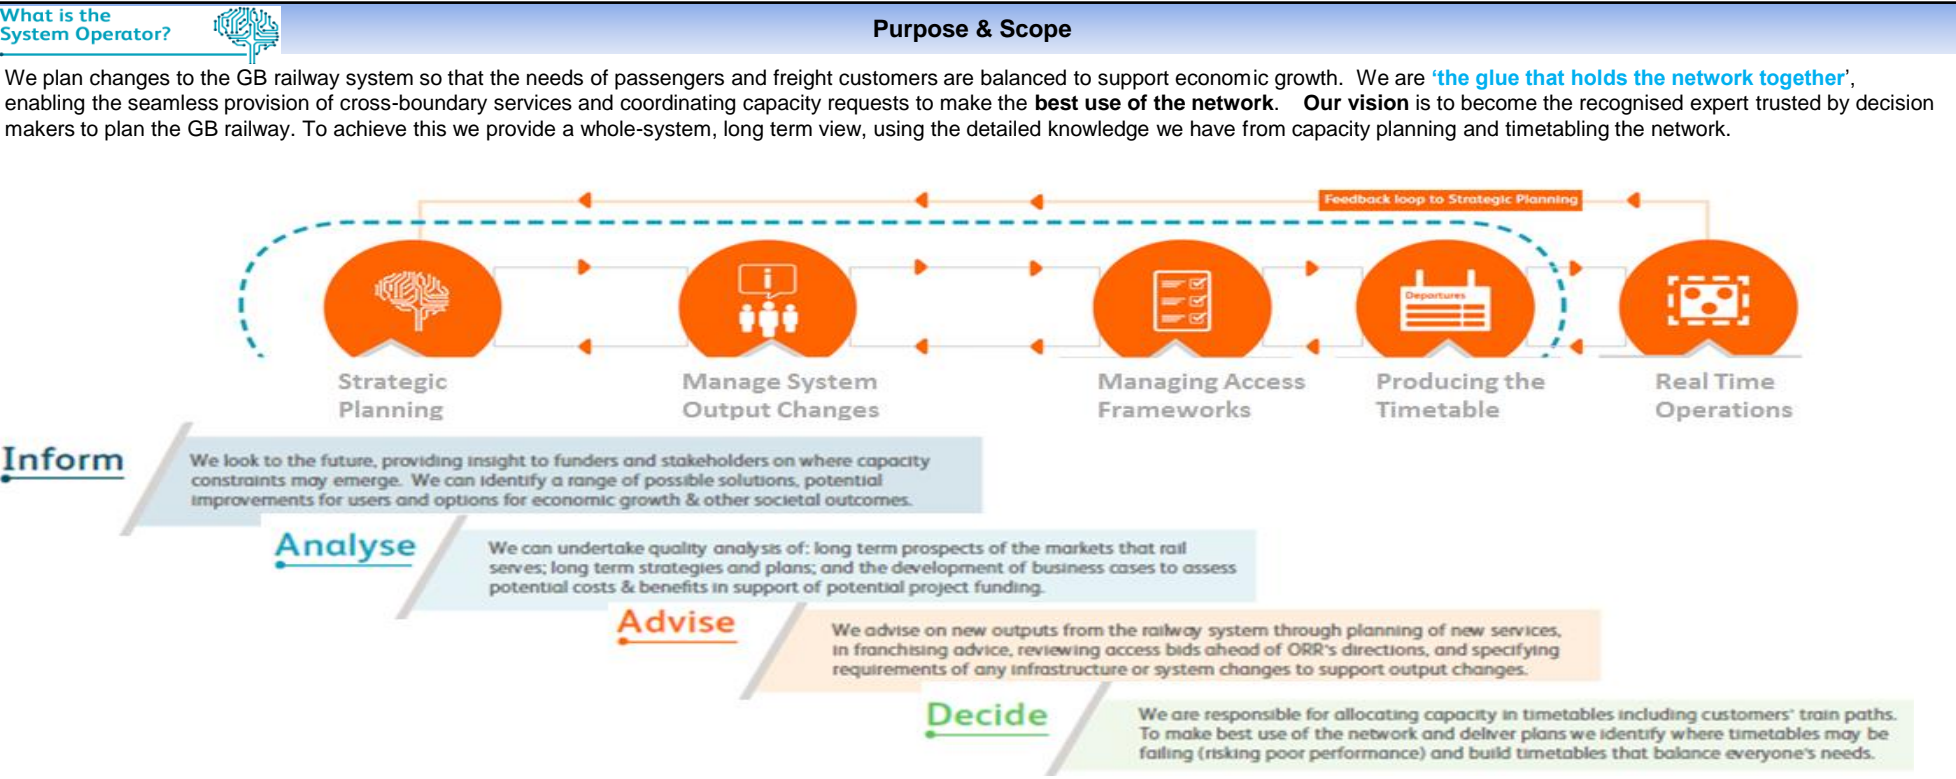 What is the
System Operator?
Purpose & Scope
We plan changes to the GB railway system so that the needs of passengers and freight customers are balanced to support economic growth.  We are ‘the glue that holds the network together’,
enabling the seamless provision of cross-boundary services and coordinating capacity requests to make the best use of the network.    Our vision is to become the recognised expert trusted by decision
makers to plan the GB railway. To achieve this we provide a whole-system, long term view, using the detailed knowledge we have from capacity planning and timetabling the network.
Feedback loop to Strategic Planning
i
Departures
Strategic
Planning
Manage System
Output Changes
Managing Access
Frameworks
Producing the
Timetable
Real Time
Operations
Inform
We look to the future, providing insight to funders and stakeholders on where capacity
constraints may emerge.  We can identify a range of possible solutions, potential
improvements for users and options for economic growth & other societal outcomes.
Analyse
We can undertake quality analysis of: long term prospects of the markets that rail
serves; long term strategies and plans; and the development of business cases to assess
potential costs & benefits in support of potential project funding.
Advise
We advise on new outputs from the railway system through planning of new services,
in franchising advice, reviewing access bids ahead of ORR's directions, and specifying
requirements of any infrastructure or system changes to support output changes.
Decide
We are responsible for allocating capacity in timetables including customers' train paths.
To make best use of the network and deliver plans we identify where timetables may be
failing (risking poor performance) and build timetables that balance everyone's needs.